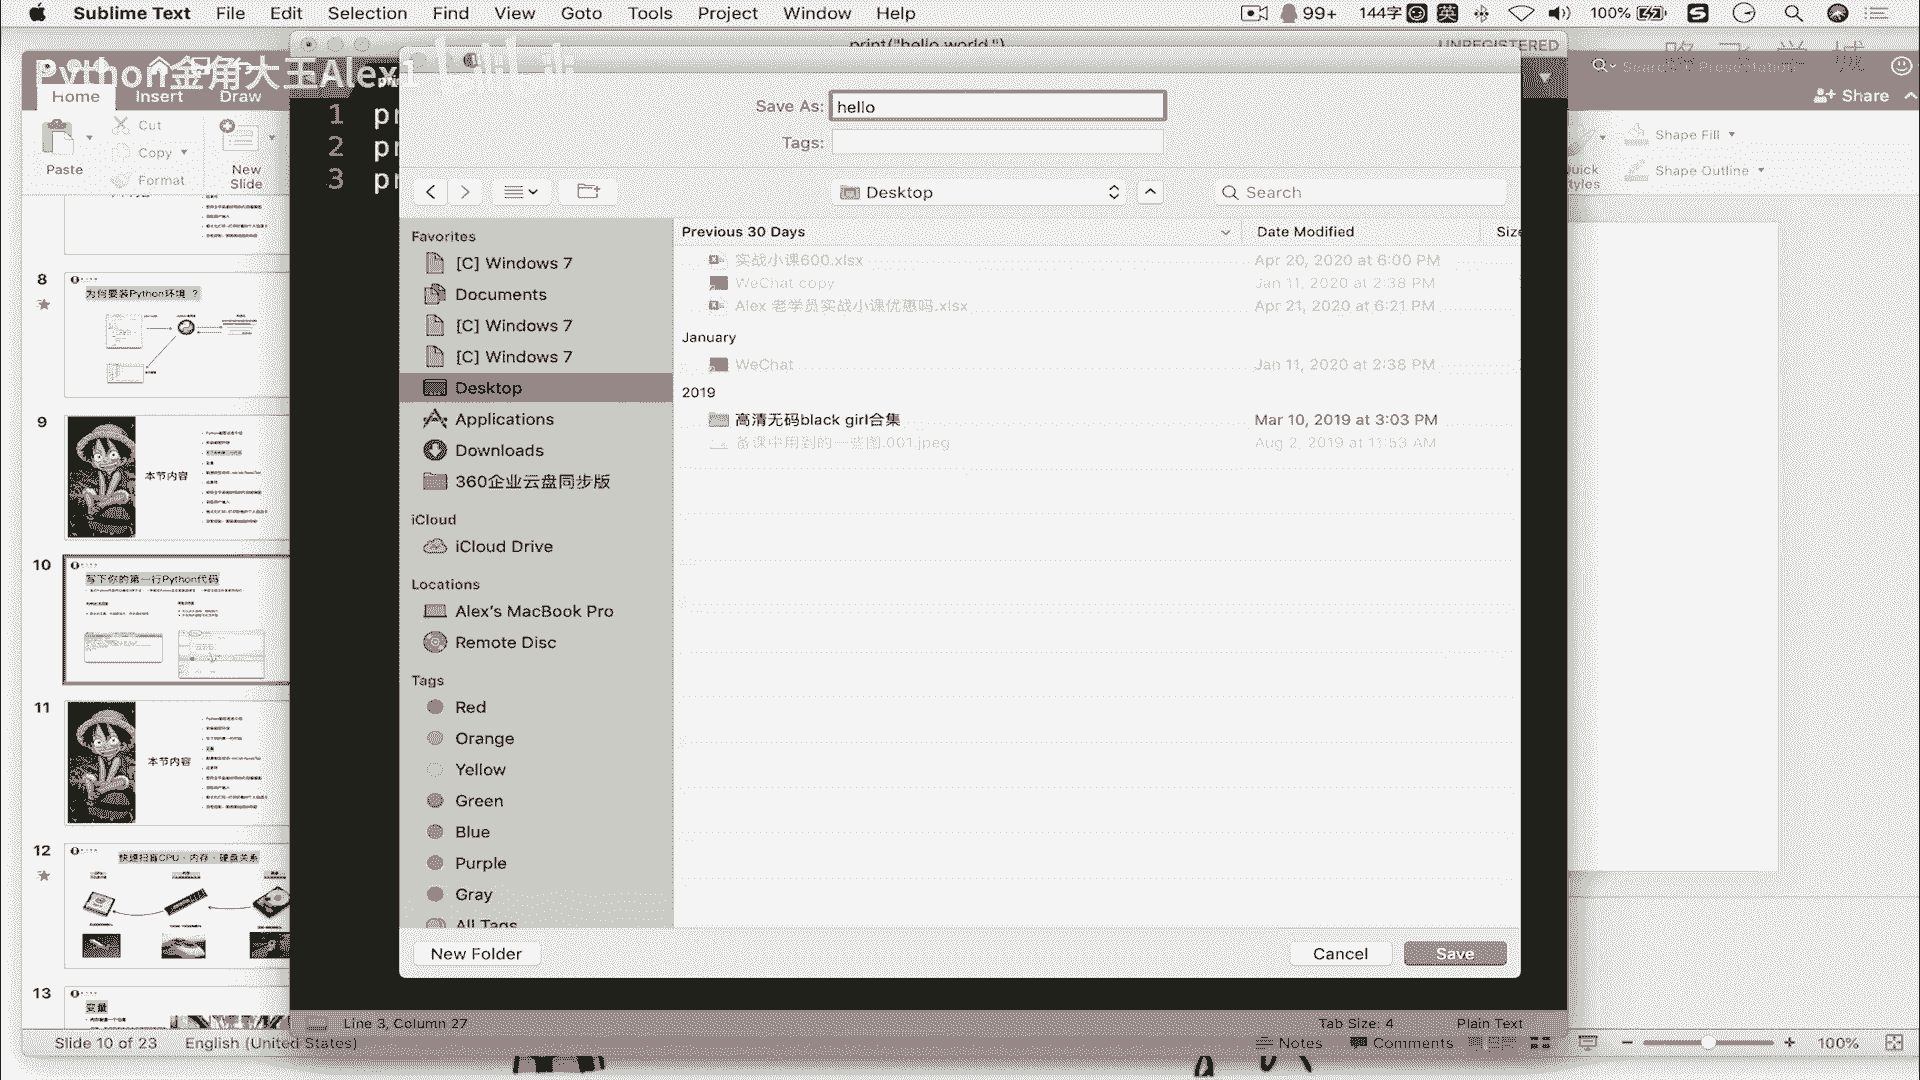 Sublime Text File Edit Selection Find View Goto Tools Project Window Help
99+ 144字 英 100%
print("hello world ")
UNREGISTERED
Python金角大王Alex1 bilibili
路飞学城
Home Insert Draw
Share
Paste
Cut
Copy
Format
New
Slide
Shape Fill
Shape Outline
1 pr
2 pr
3 pr
Save As: hello
Tags:
Desktop
Search
Favorites
[C] Windows 7
Documents
[C] Windows 7
[C] Windows 7
Desktop
Applications
Downloads
360企业云盘同步版
iCloud
iCloud Drive
Locations
Alex's MacBook Pro
Remote Disc
Tags
Red
Orange
Yellow
Green
Blue
Purple
Gray
All Tags
Previous 30 Days Date Modified Size
实战小课600.xlsx Apr 20, 2020 at 6:00 PM
WeChat copy Jan 11, 2020 at 2:38 PM
Alex 老学员实战小课优惠吗.xlsx Apr 21, 2020 at 6:21 PM
January
WeChat Jan 11, 2020 at 2:38 PM
2019
高清无码black girl合集 Mar 10, 2019 at 3:03 PM
备课中用到的一些图.001.jpeg Aug 2, 2019 at 11:53 AM
New Folder
Cancel
Save
8
为何要装Python环境 ？
9
本节内容
10
写下你的第一行Python代码
11
本节内容
12
快速扫盲CPU、内存、硬盘关系
13
变量
Line 3, Column 27
Tab Size: 4
Plain Text
Slide 10 of 23 English (United States)
Notes Comments 100%